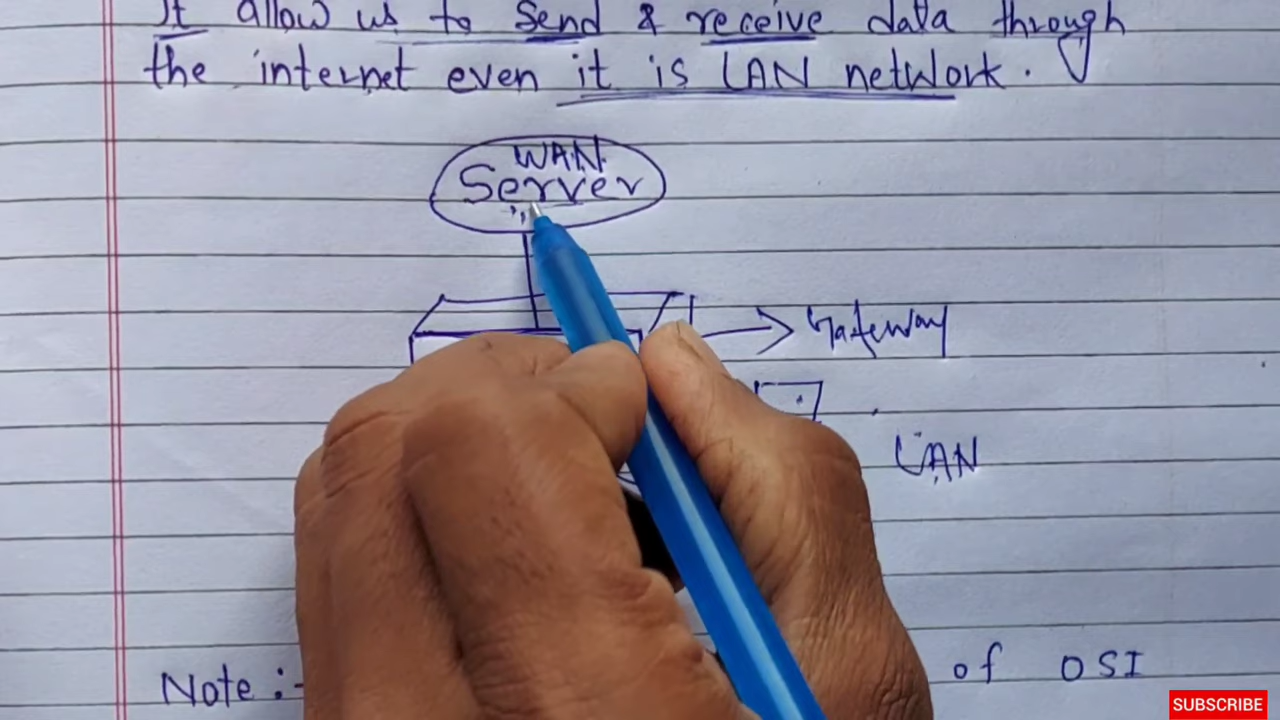 It allow us to send & receive data through
the internet even it is LAN network.
WAN
Server
Gateway
LAN
Note :- of OSI
SUBSCRIBE